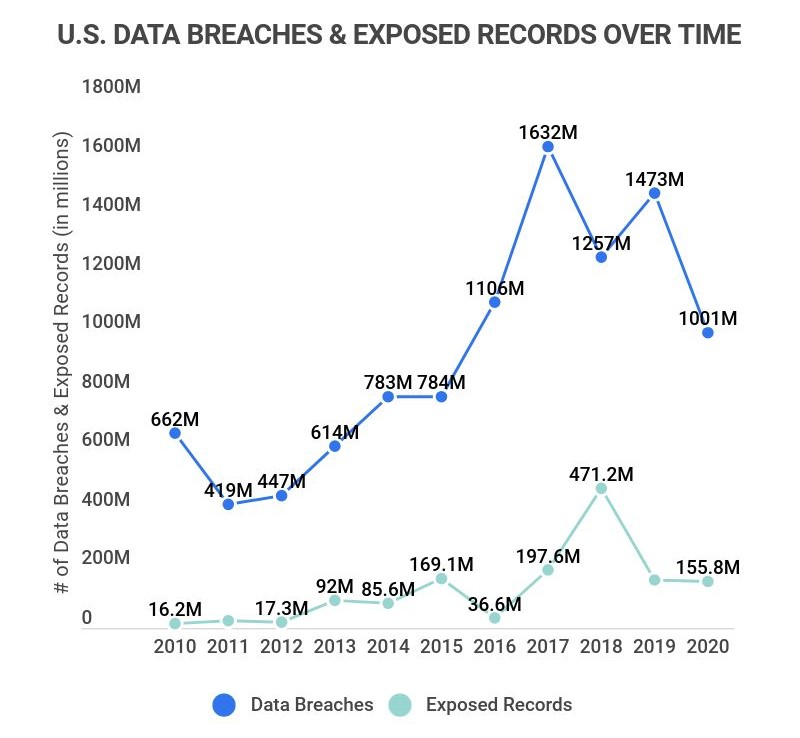 U.S. DATA BREACHES & EXPOSED RECORDS OVER TIME
# of Data Breaches & Exposed Records (in millions)
1800M
1600M
1400M
1200M
1000M
800M
600M
400M
200M
0
662M
419M
447M
614M
783M
784M
1106M
1632M
1257M
1473M
1001M
16.2M
17.3M
92M
85.6M
169.1M
36.6M
197.6M
471.2M
155.8M
2010 2011 2012 2013 2014 2015 2016 2017 2018 2019 2020
Data Breaches Exposed Records